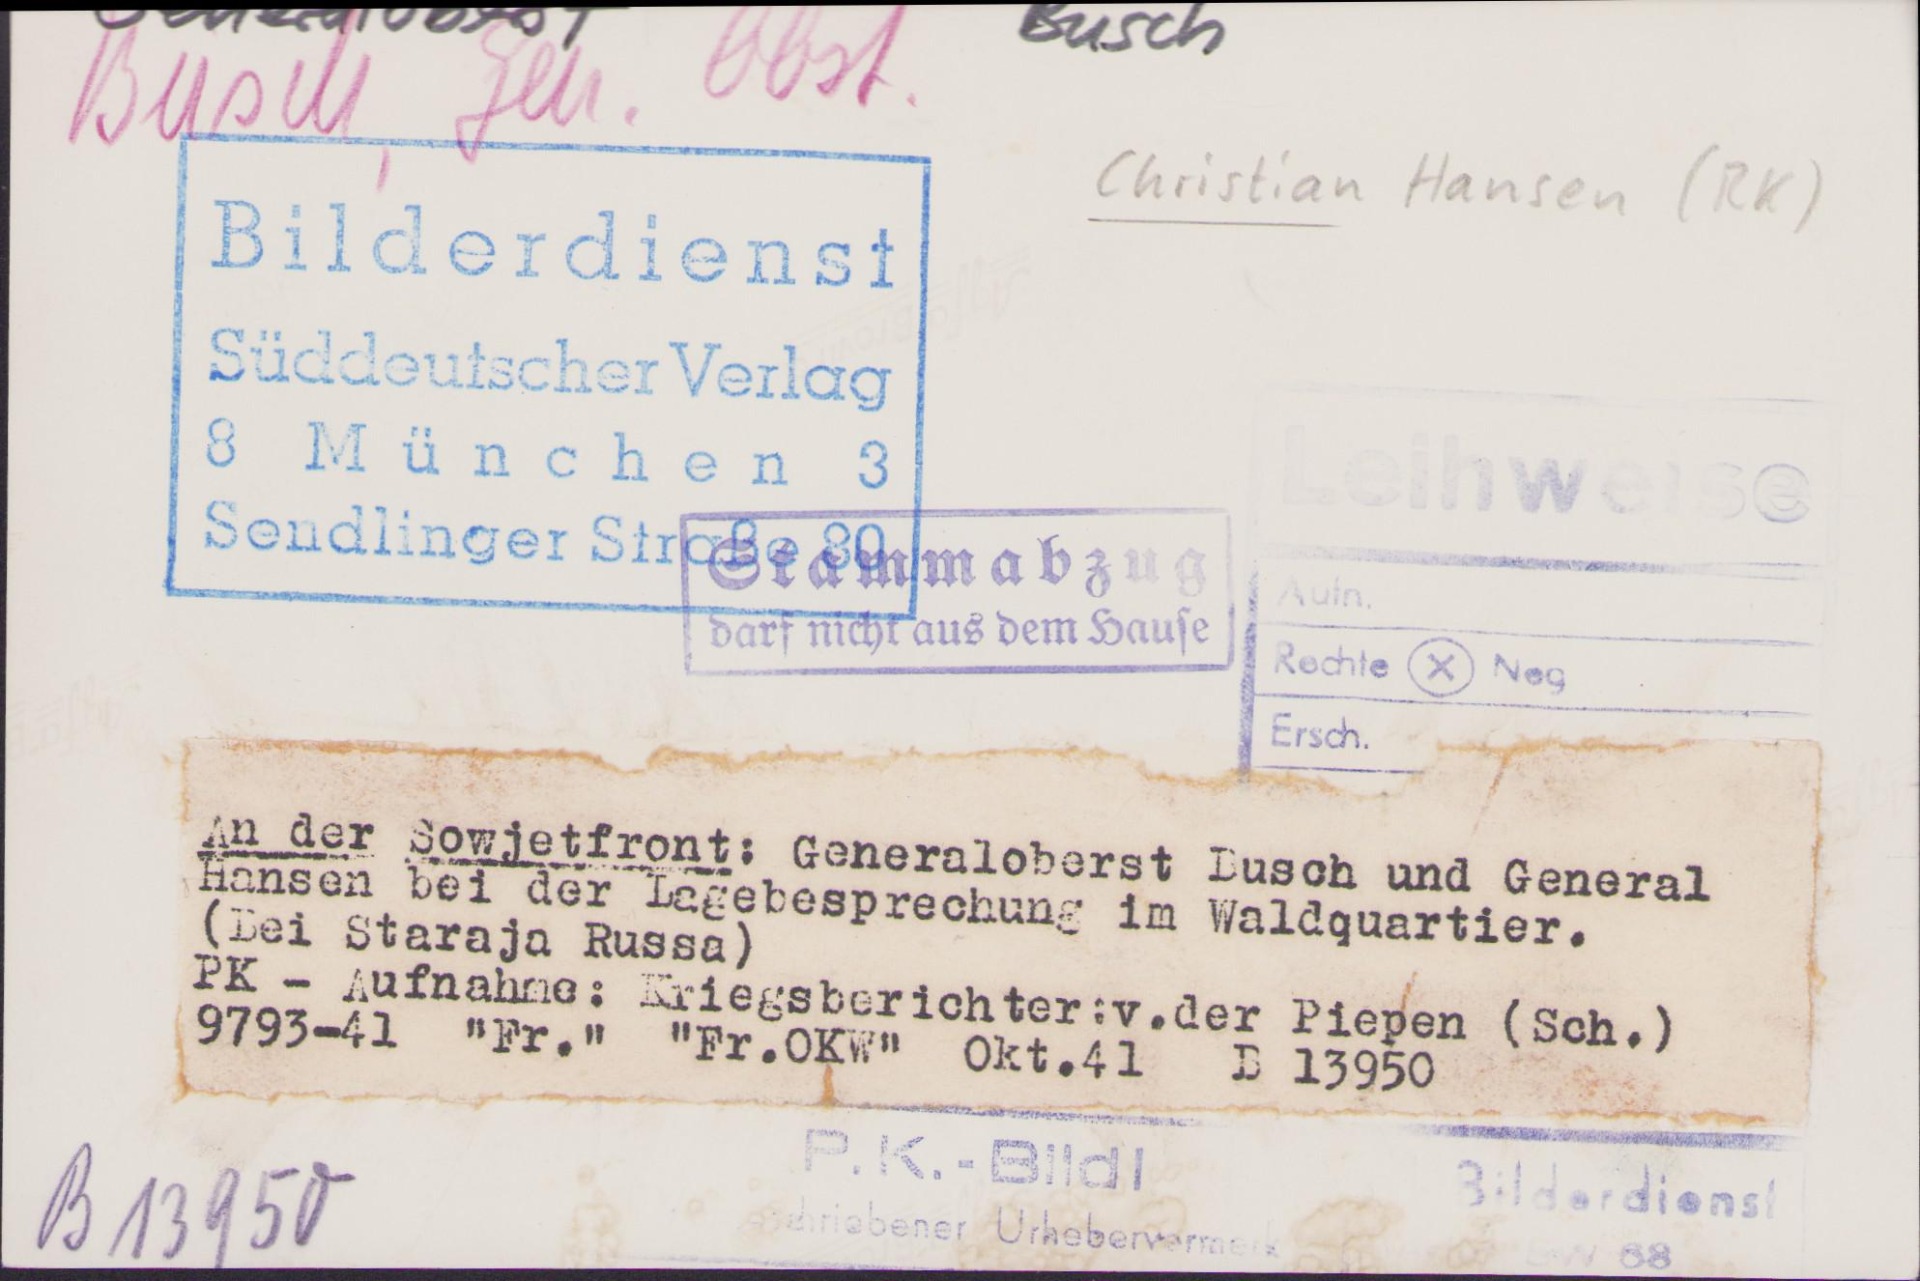 Generaloberst Busch
Busch, Gen. Obst.
Christian Hansen (RK)
Bilderdienst
Süddeutscher Verlag
8 München 3
Sendlinger Straße 80
Stammabzug
darf nicht aus dem Hause
Leihweise
Aufn.
Rechte X Neg
Ersch.
An der Sowjetfront: Generaloberst Busch und General
Hansen bei der Lagebesprechung im Waldquartier.
(Bei Staraja Russa)
PK - Aufnahme: Kriegsberichter:v.der Piepen (Sch.)
9793-41 "Fr." "Fr.OKW" Okt.41 B 13950
B 13950
P.K.-Bild!
Urhebervermerk
Bilderdienst
68